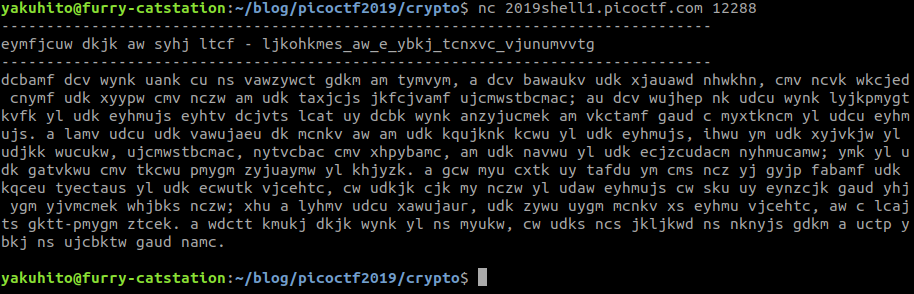 yakuhito@furry-catstation:~/blog/picoctf2019/crypto$ nc 2019shell1.picoctf.com 12288
-------------------------------------------------------------------------------
eymfjcuw dkjk aw syhj ltcf - ljkohkmes_aw_e_ybkj_tcnxvc_vjunumvvtg
-------------------------------------------------------------------------------
dcbamf dcv wynk uank cu ns vawzywct gdkm am tymvym, a dcv bawaukv udk xjauawd nhwkhn, cmv ncvk wkcjed
cnymf udk xyypw cmv nczw am udk taxjcjs jkfcjvamf ujcmwstbcmac; au dcv wujhep nk udcu wynk lyjkpmygt
kvfk yl udk eyhmujs eyhtv dcjvts lcat uy dcbk wynk anzyjucmek am vkctamf gaud c myxtkncm yl udcu eyhm
ujs. a lamv udcu udk vawujaeu dk mcnkv aw am udk kqujknk kcwu yl udk eyhmujs, ihwu ym udk xyjvkjw yl
udjkk wucukw, ujcmwstbcmac, nytvcbac cmv xhpybamc, am udk navwu yl udk ecjzcudacm nyhmucamw; ymk yl u
dk gatvkwu cmv tkcwu pmygm zyjuaymw yl khjyzk. a gcw myu cxtk uy tafdu ym cms ncz yj gyjp fabamf udk
kqceu tyectaus yl udk ecwutk vjcehtc, cw udkjk cjk my nczw yl udaw eyhmujs cw sku uy eynzcjk gaud yhj
ygm yjvmcmek whjbks nczw; xhu a lyhmv udcu xawujaur, udk zywu uygm mcnkv xs eyhmu vjcehtc, aw c lcaj
ts gktt-pmygm ztcek. a wdctt kmukj dkjk wynk yl ns myukw, cw udks ncs jkljkwd ns nknyjs gdkm a uctp y
bkj ns ujcbktw gaud namc.
yakuhito@furry-catstation:~/blog/picoctf2019/crypto$